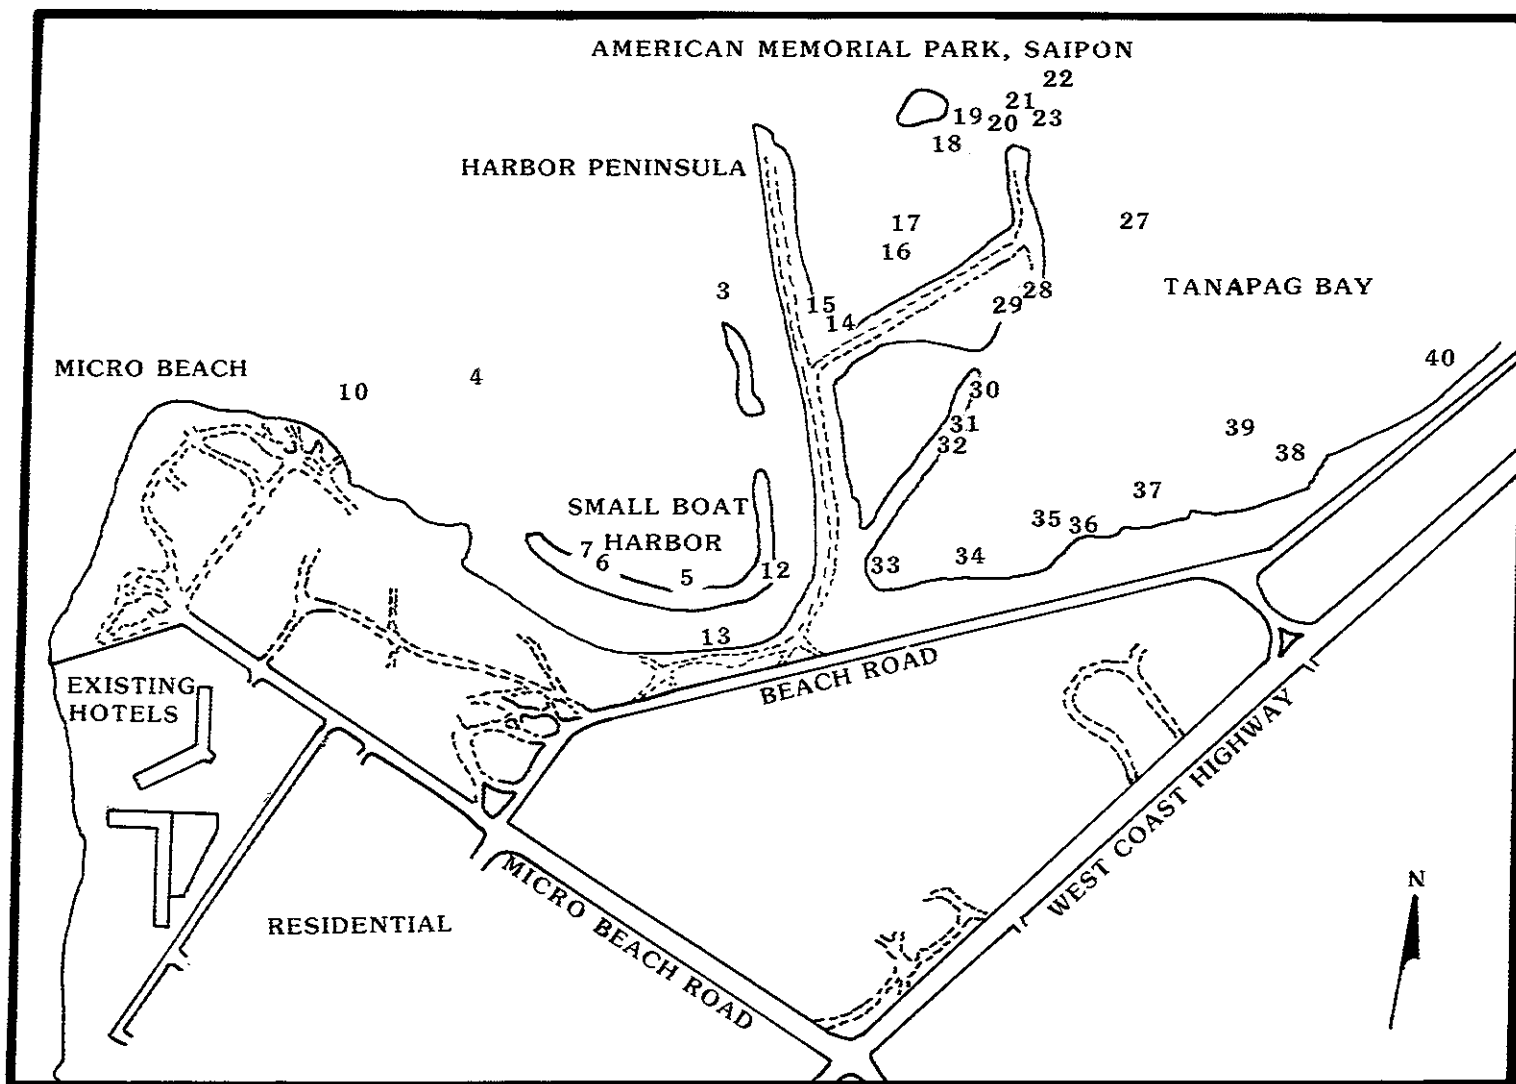 AMERICAN MEMORIAL PARK, SAIPON
22
21
19 20 23
18
HARBOR PENINSULA
17
27
16
3
15
14
29 28
TANAPAG BAY
MICRO BEACH
10
4
30
40
31
32
39
38
37
SMALL BOAT
HARBOR
7
6
5
12
35 36
33
34
13
BEACH ROAD
EXISTING
HOTELS
WEST COAST HIGHWAY
MICRO BEACH ROAD
RESIDENTIAL
N